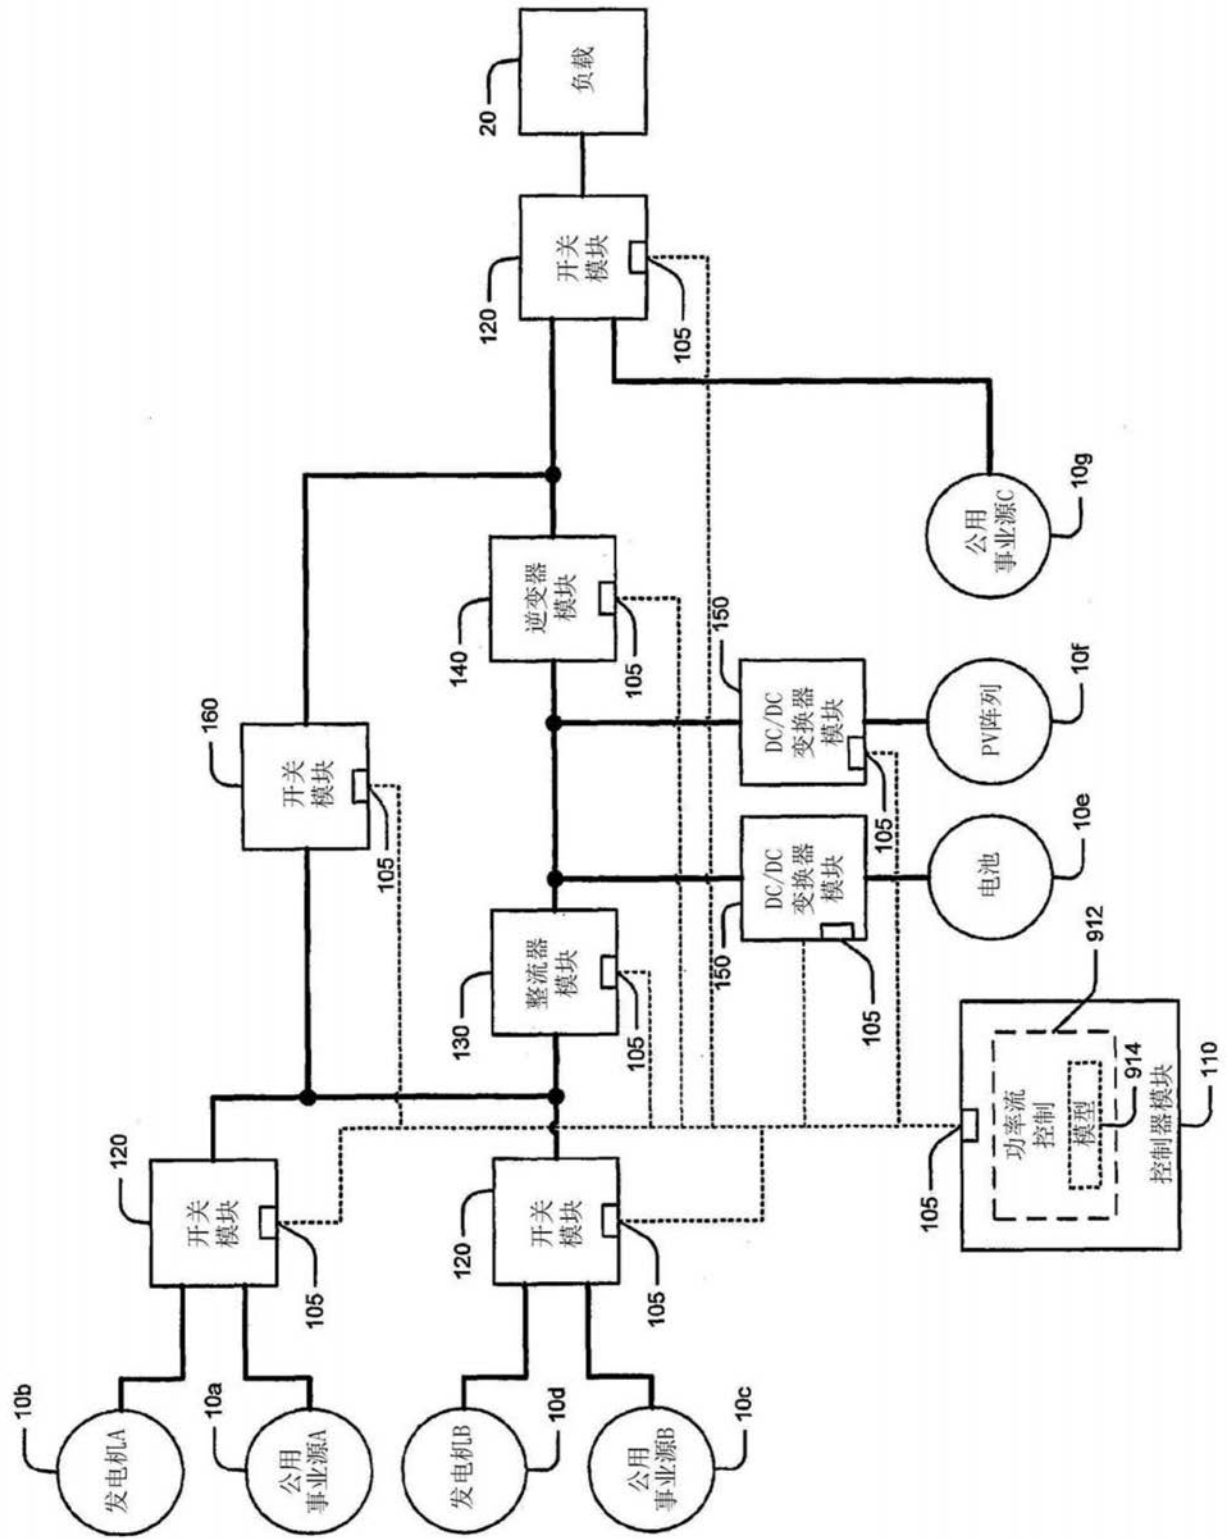 10b
发电机A
10a
公用
事业源A
120
开关
模块
105
10d
发电机B
10c
公用
事业源B
120
开关
模块
105
160
开关
模块
105
130
整流器
模块
105
140
逆变器
模块
105
150
DC/DC
变换器
模块
105
电池
10e
150
DC/DC
变换器
模块
105
PV阵列
10f
公用
事业源C
10g
120
开关
模块
105
20
负载
105
功率流
控制
模型
控制器模块
912
914
110